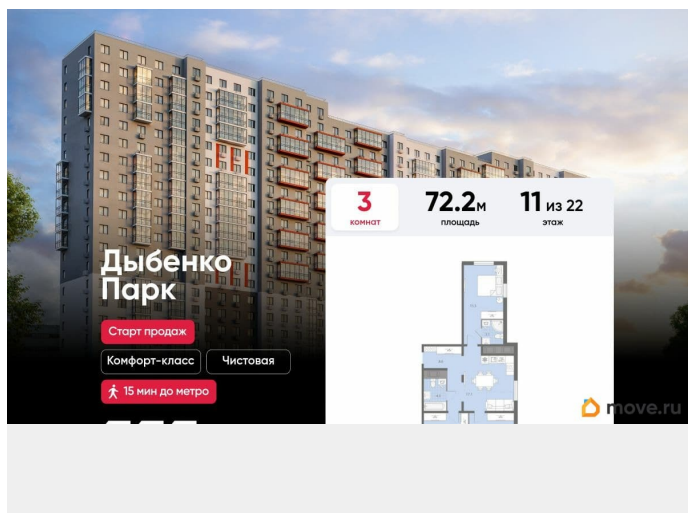 3
комнат
72.2м
площадь
11 из 22
этаж
Дыбенко
Парк
Старт продаж
Комфорт-класс
Чистовая
15 мин до метро
move.ru